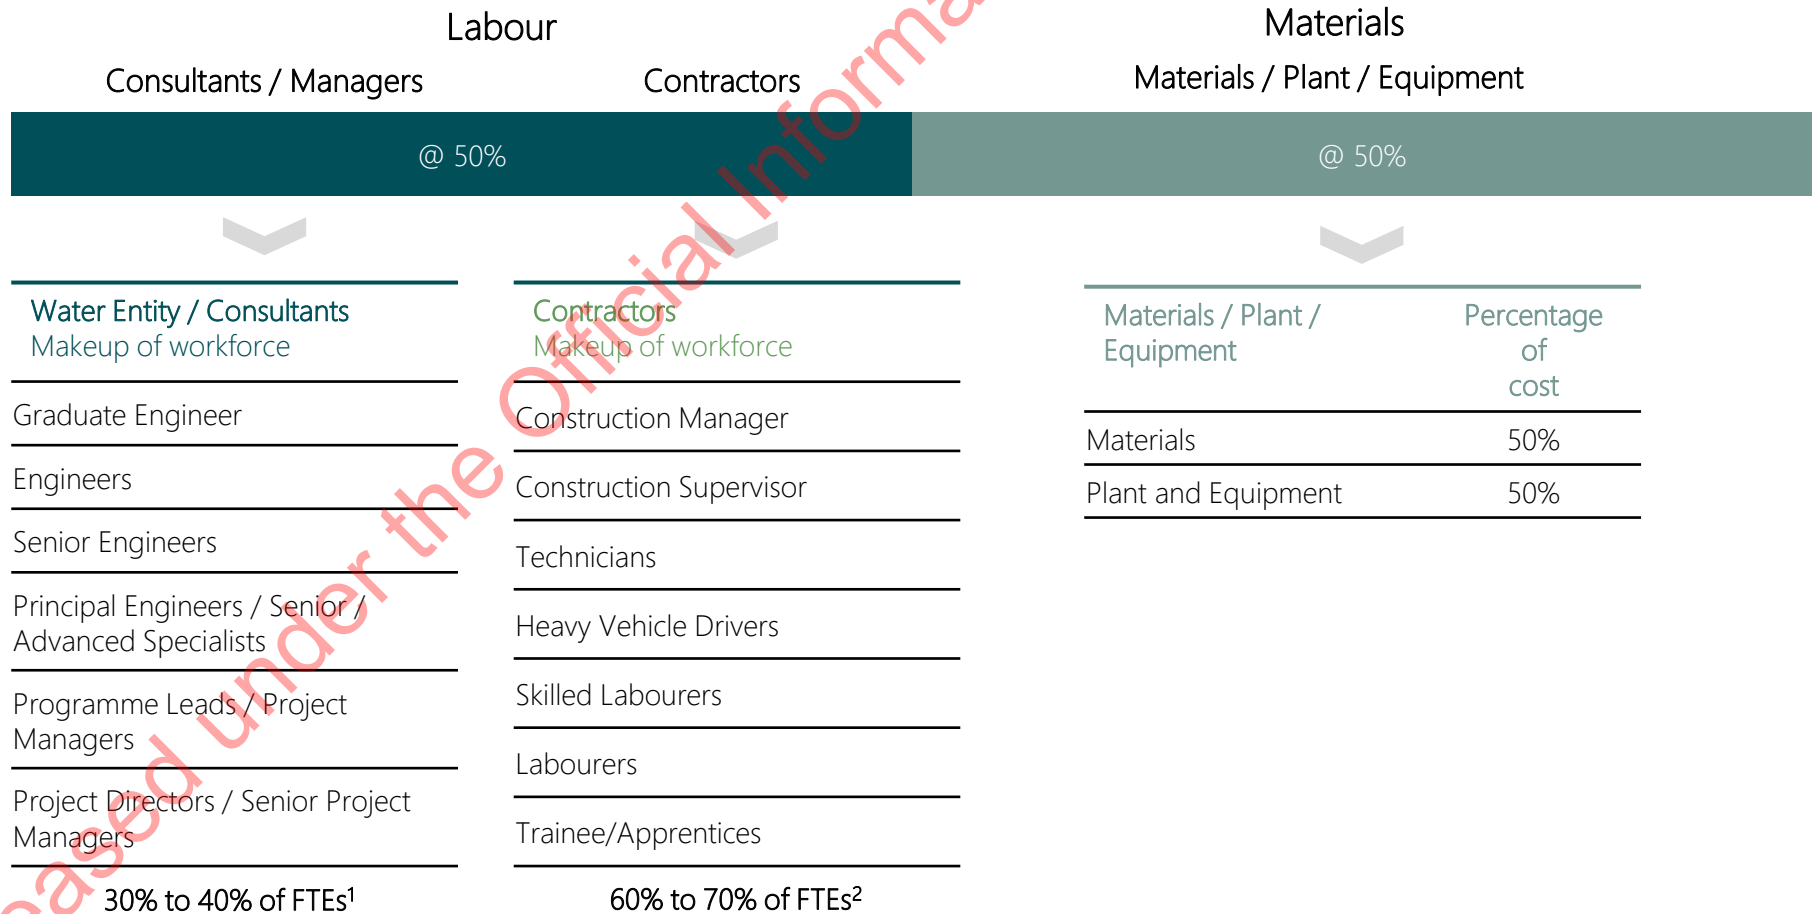 Labour
Consultants / Managers
Contractors
@ 50%
Materials
Materials / Plant / Equipment
@ 50%
Water Entity / Consultants
Makeup of workforce
Graduate Engineer
Engineers
Senior Engineers
Principal Engineers / Senior /
Advanced Specialists
Programme Leads / Project
Managers
Project Directors / Senior Project
Managers
30% to 40% of FTEs¹
Contractors
Makeup of workforce
Construction Manager
Construction Supervisor
Technicians
Heavy Vehicle Drivers
Skilled Labourers
Labourers
Trainee/Apprentices
60% to 70% of FTEs²
Materials / Plant /
Equipment
Percentage
of
cost
Materials 50%
Plant and Equipment 50%
under the Official